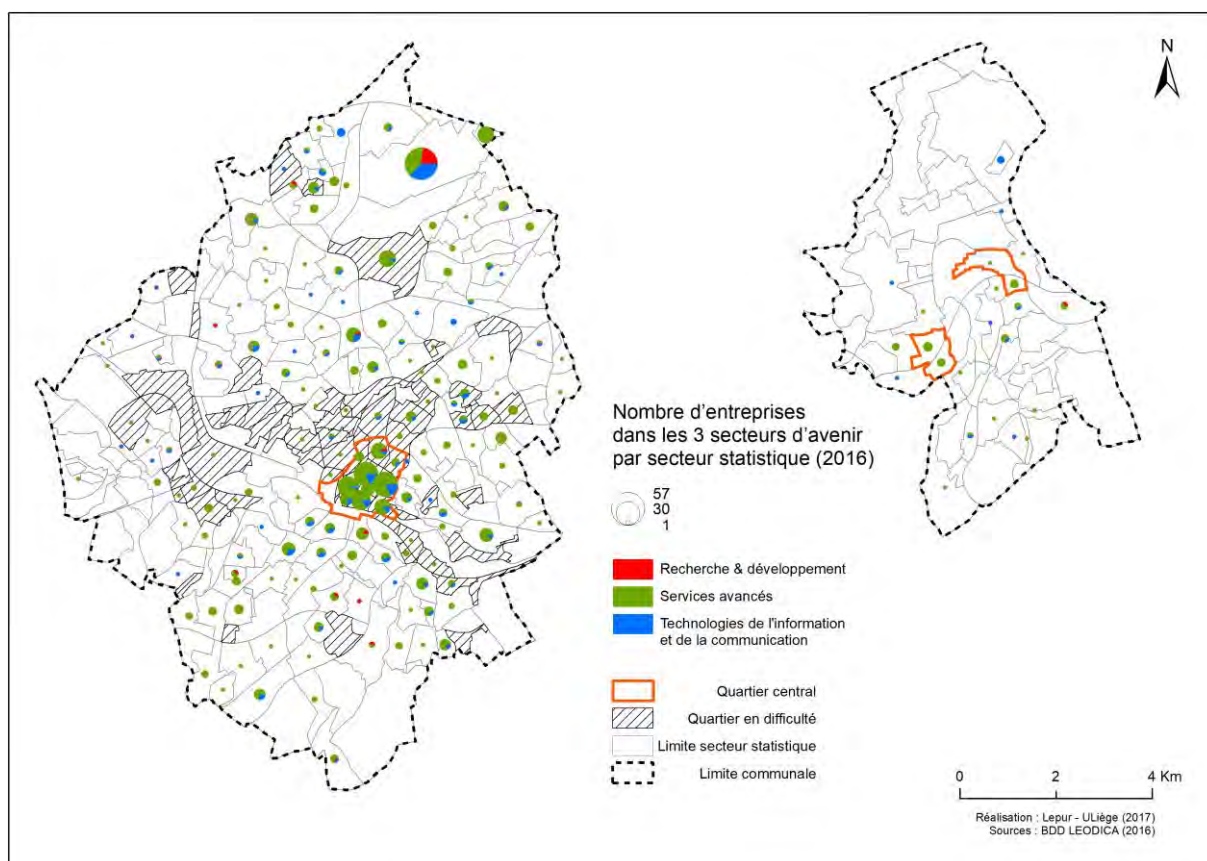 N
Nombre d'entreprises
dans les 3 secteurs d'avenir
par secteur statistique (2016)
57
30
1
Recherche & développement
Services avancés
Technologies de l'information
et de la communication
Quartier central
Quartier en difficulté
Limite secteur statistique
Limite communale
0 2 4 Km
Réalisation : Lepur - ULiège (2017)
Sources : BDD LEODICA (2016)